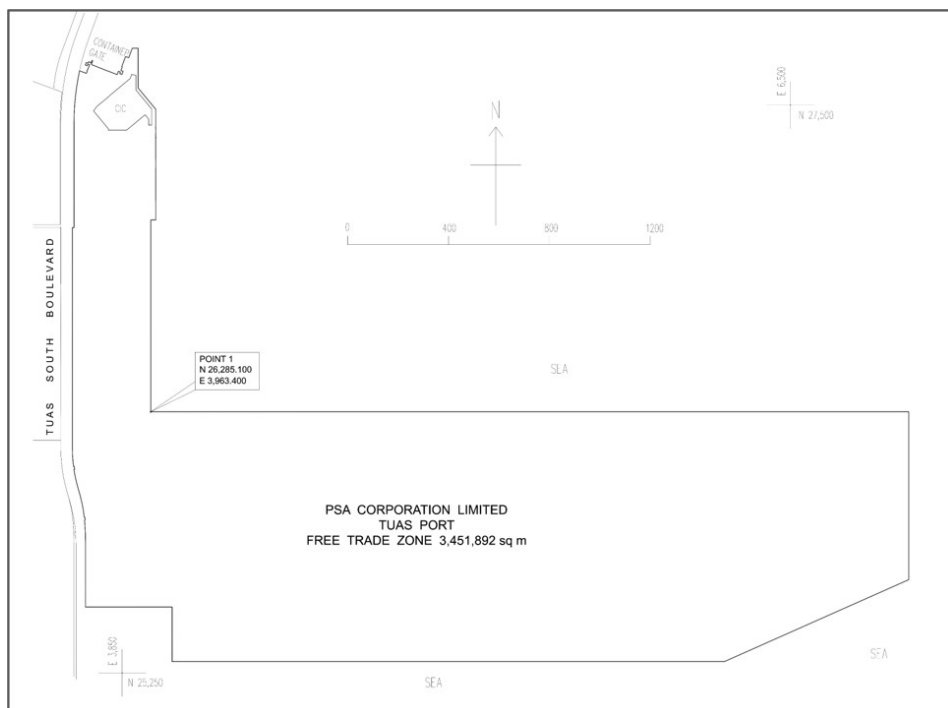 CONTAINER
GATE
CIC
E 6,500
N 27,500
N
0 400 800 1200
TUAS SOUTH BOULEVARD
POINT 1
N 26,285.100
E 3,963.400
SEA
PSA CORPORATION LIMITED
TUAS PORT
FREE TRADE ZONE 3,451,892 sq m
E 3,850
N 25,250
SEA
SEA